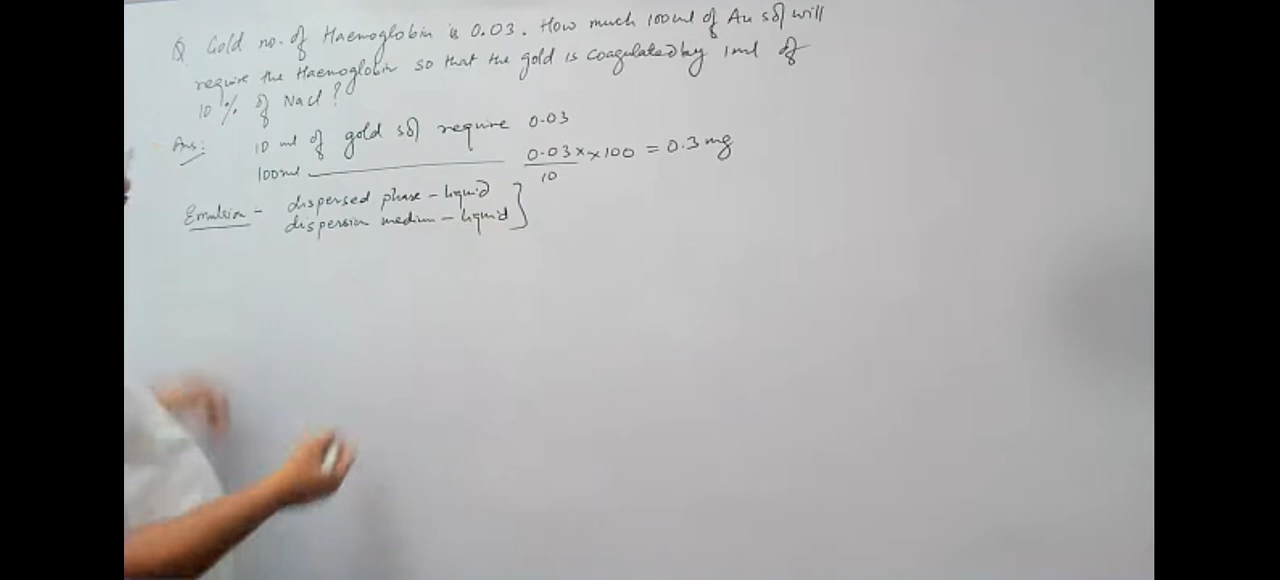 Q Gold no. of Haemoglobin is 0.03. How much 100ml of Au sol will
require the Haemoglobin so that the gold is coagulated by 1ml of
10% of NaCl?
Ans: 10 ml of gold sol require 0.03
100ml ———— 0.03 x x 100 = 0.3 mg
10
Emulsion - dispersed phase - liquid
dispersion medium - liquid